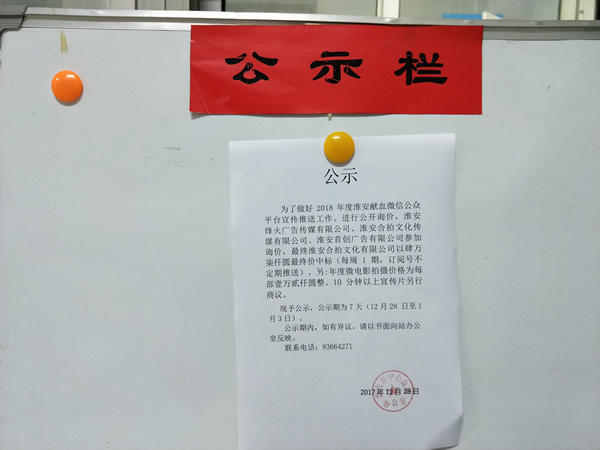 公示栏
公示
为了做好 2018 年度淮安献血微信公众
平台宣传推送工作。进行公开询价，淮安
烽火广告传媒有限公司、淮安合拍文化传
媒有限公司、淮安首创广告有限公司参加
询价，最终淮安合拍文化有限公司以肆万
柒仟圆最终价中标（每周 1 期，订阅号不
定期推送）。另:年度微电影拍摄价格为每
部壹万贰仟圆整。10 分钟以上宣传片另行
商议。
现予公示，公示期为 7 天（12 月 28 日至 1
月 3 日）。
公示期内，如有异议，请以书面向站办公
室反映。
联系电话:83664271
2017 年 12 月 28 日